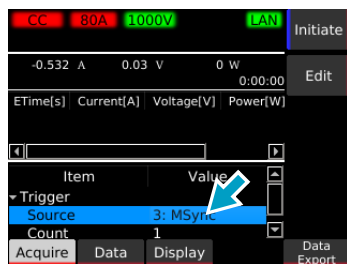 CC 80A 1000V LAN Initiate
-0.532 A 0.03 V 0 W
0:00:00 Edit
ETime[s] Current[A] Voltage[V] Power[W]
Item Value
Trigger
Source 3: MSync
Count 1
Acquire Data Display Data
Export